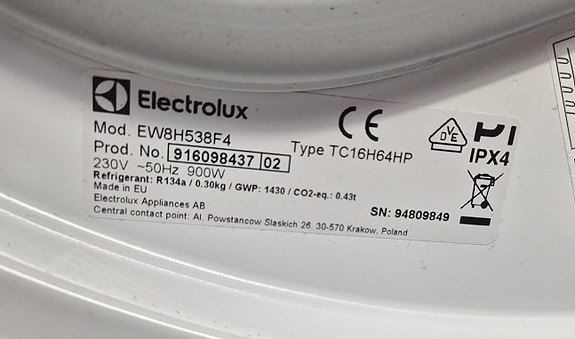 Electrolux
Mod. EW8H538F4
Prod. No. 916098437 02
Type TC16H64HP
230V ~50Hz 900W
Refrigerant: R134a / 0.30kg / GWP: 1430 / CO2-eq.: 0.43t
Made in EU
Electrolux Appliances AB
Central contact point: Al. Powstancow Slaskich 26, 30-570 Krakow, Poland
CE
VDE
IPX4
SN: 94809849